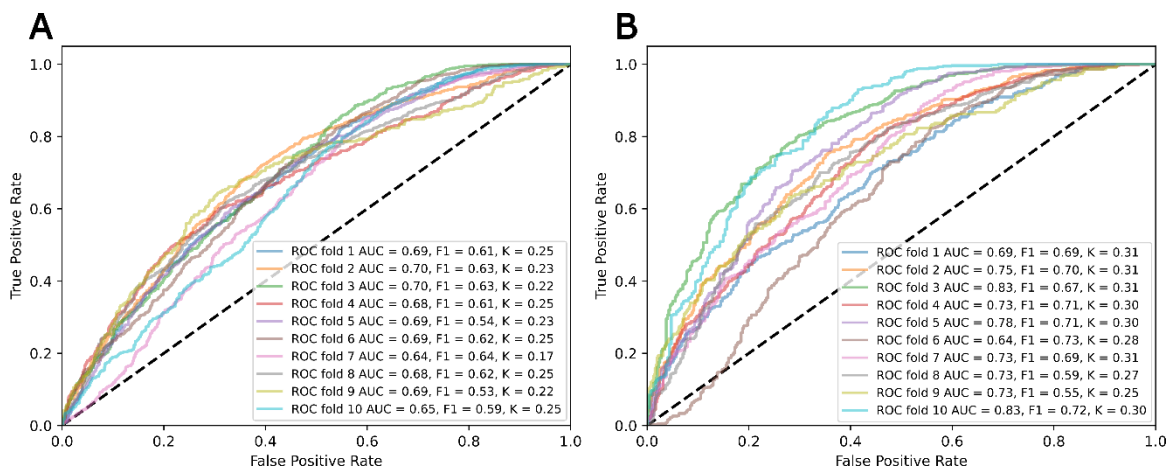 A
1.0
0.8
0.6
0.4
0.2
0.0
True Positive Rate
ROC fold 1 AUC = 0.69, F1 = 0.61, K = 0.25
ROC fold 2 AUC = 0.70, F1 = 0.63, K = 0.23
ROC fold 3 AUC = 0.70, F1 = 0.63, K = 0.22
ROC fold 4 AUC = 0.68, F1 = 0.61, K = 0.25
ROC fold 5 AUC = 0.69, F1 = 0.54, K = 0.23
ROC fold 6 AUC = 0.69, F1 = 0.62, K = 0.25
ROC fold 7 AUC = 0.64, F1 = 0.64, K = 0.17
ROC fold 8 AUC = 0.68, F1 = 0.62, K = 0.25
ROC fold 9 AUC = 0.69, F1 = 0.53, K = 0.22
ROC fold 10 AUC = 0.65, F1 = 0.59, K = 0.25
0.0 0.2 0.4 0.6 0.8 1.0
False Positive Rate
B
1.0
0.8
0.6
0.4
0.2
0.0
True Positive Rate
ROC fold 1 AUC = 0.69, F1 = 0.69, K = 0.31
ROC fold 2 AUC = 0.75, F1 = 0.70, K = 0.31
ROC fold 3 AUC = 0.83, F1 = 0.67, K = 0.31
ROC fold 4 AUC = 0.73, F1 = 0.71, K = 0.30
ROC fold 5 AUC = 0.78, F1 = 0.71, K = 0.30
ROC fold 6 AUC = 0.64, F1 = 0.73, K = 0.28
ROC fold 7 AUC = 0.73, F1 = 0.69, K = 0.31
ROC fold 8 AUC = 0.73, F1 = 0.59, K = 0.27
ROC fold 9 AUC = 0.73, F1 = 0.55, K = 0.25
ROC fold 10 AUC = 0.83, F1 = 0.72, K = 0.30
0.0 0.2 0.4 0.6 0.8 1.0
False Positive Rate